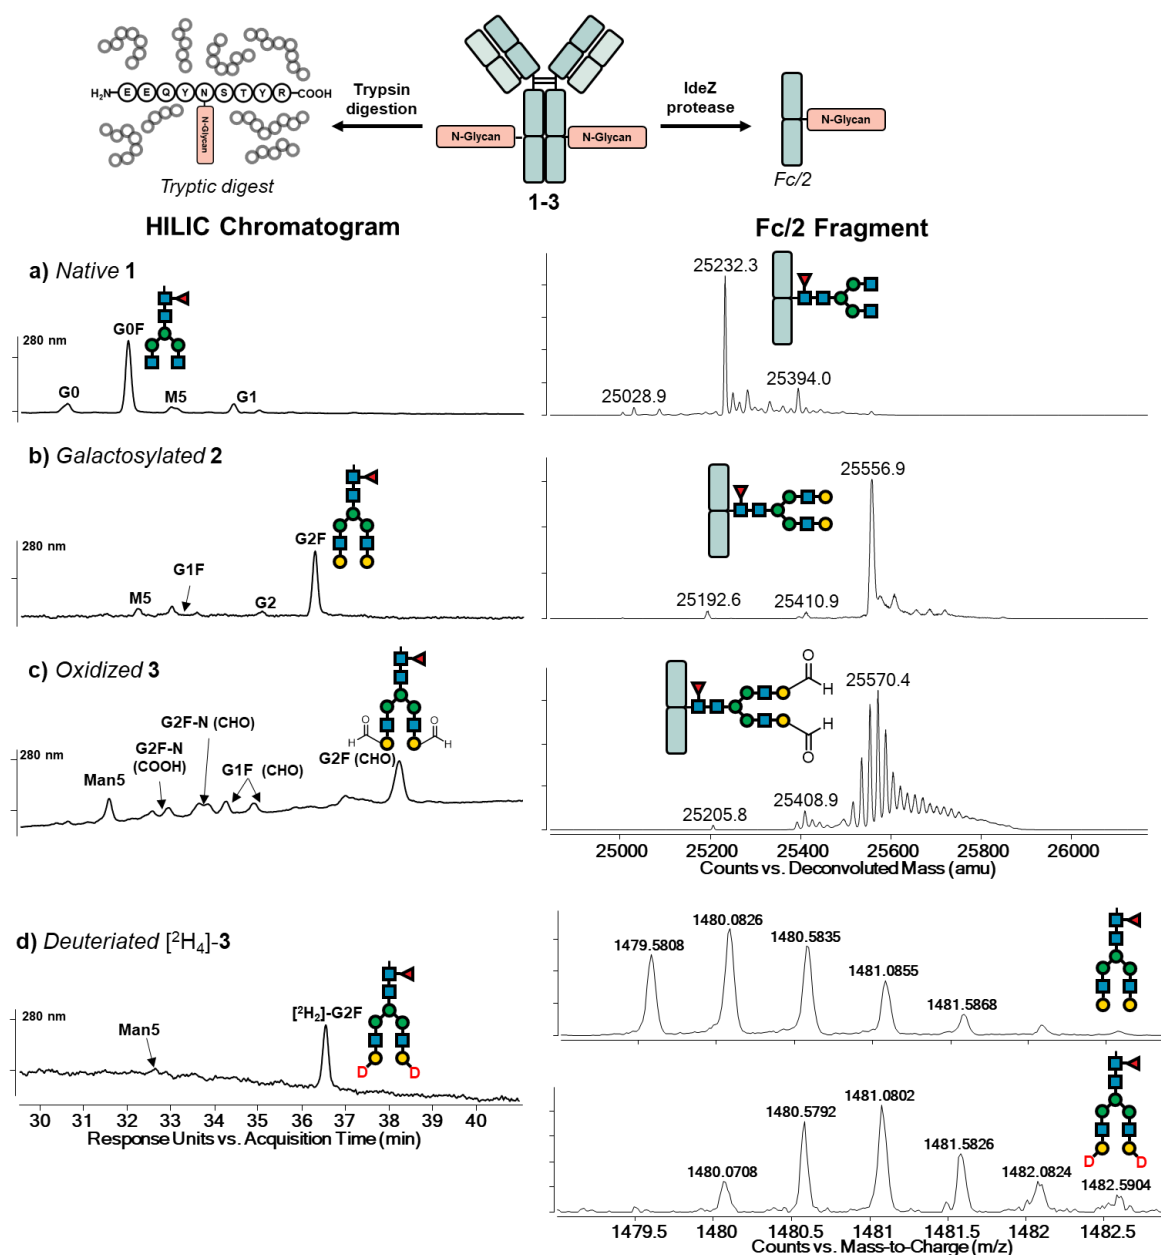 H₂N-E E Q Y N S T Y R-COOH
N-Glycan
Tryptic digest
Trypsin
digestion
N-Glycan
N-Glycan
1-3
IdeZ
protease
N-Glycan
Fc/2
HILIC Chromatogram
Fc/2 Fragment
a) Native 1
280 nm
G0
G0F
M5
G1
25028.9
25232.3
25394.0
b) Galactosylated 2
280 nm
M5
G1F
G2
G2F
25192.6
25410.9
25556.9
c) Oxidized 3
280 nm
Man5
G2F-N
(COOH)
G2F-N (CHO)
G1F (CHO)
O
H
O
H
G2F (CHO)
25205.8
25408.9
25570.4
O
H
O
H
25000 25200 25400 25600 25800 26000
Counts vs. Deconvoluted Mass (amu)
d) Deuteriated [²H₄]-3
280 nm
Man5
[²H₂]-G2F
D D
30 31 32 33 34 35 36 37 38 39 40
Response Units vs. Acquisition Time (min)
1479.5808
1480.0826
1480.5835
1481.0855
1481.5868
1480.0708
1480.5792
1481.0802
1481.5826
1482.0824
1482.5904
D D
1479.5 1480 1480.5 1481 1481.5 1482 1482.5
Counts vs. Mass-to-Charge (m/z)